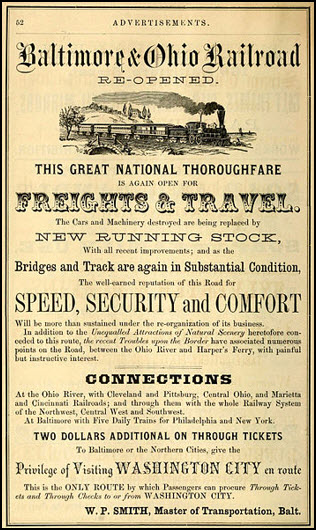 52 ADVERTISEMENTS.
Baltimore & Ohio Railroad
RE-OPENED.
THIS GREAT NATIONAL THOROUGHFARE
IS AGAIN OPEN FOR
FREIGHTS & TRAVEL.
The Cars and Machinery destroyed are being replaced by
NEW RUNNING STOCK,
With all recent improvements; and as the
Bridges and Track are again in Substantial Condition,
The well-earned reputation of this Road for
SPEED, SECURITY and COMFORT
Will be more than sustained under the re-organization of its business.
In addition to the Unequalled Attractions of Natural Scenery heretofore con-
ceded to this route, the recent Troubles upon the Border have associated numerous
points on the Road, between the Ohio River and Harper's Ferry, with painful
but instructive interest.
CONNECTIONS
At the Ohio River, with Cleveland and Pittsburg, Central Ohio, and Marietta
and Cincinnati Railroads; and through them with the whole Railway System
of the Northwest, Central West and Southwest.
At Baltimore with Five Daily Trains for Philadelphia and New York.
TWO DOLLARS ADDITIONAL ON THROUGH TICKETS
To Baltimore or the Northern Cities, give the
Privilege of Visiting WASHINGTON CITY en route
This is the ONLY ROUTE by which Passengers can procure Through Tick-
ets and Through Checks to or from WASHINGTON CITY.
W. P. SMITH, Master of Transportation, Balt.